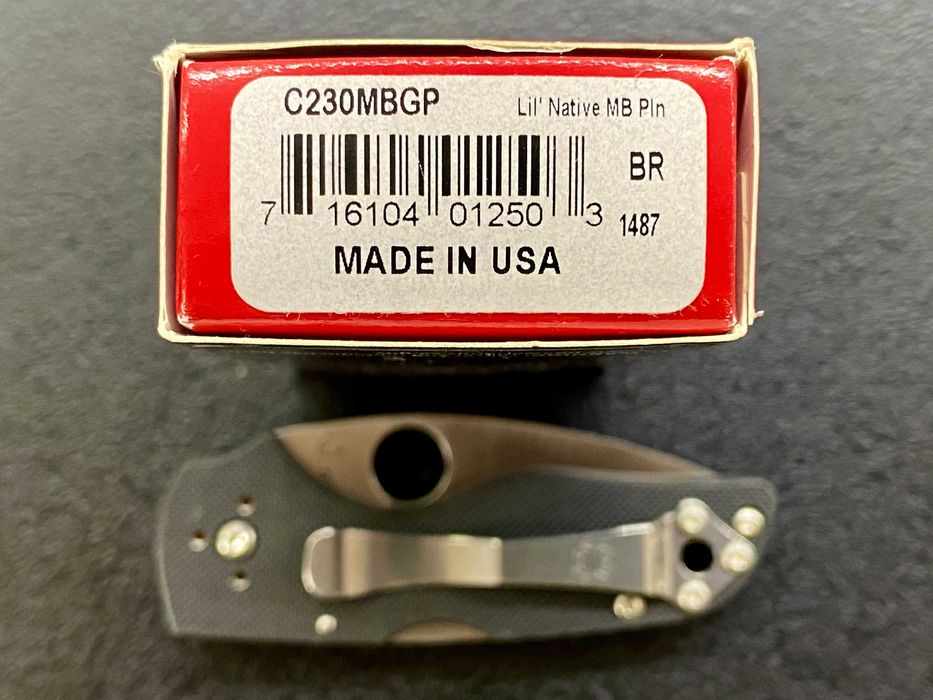 C230MBGP Lil' Native MB Pln
BR
7 16104 01250 3 1487
MADE IN USA